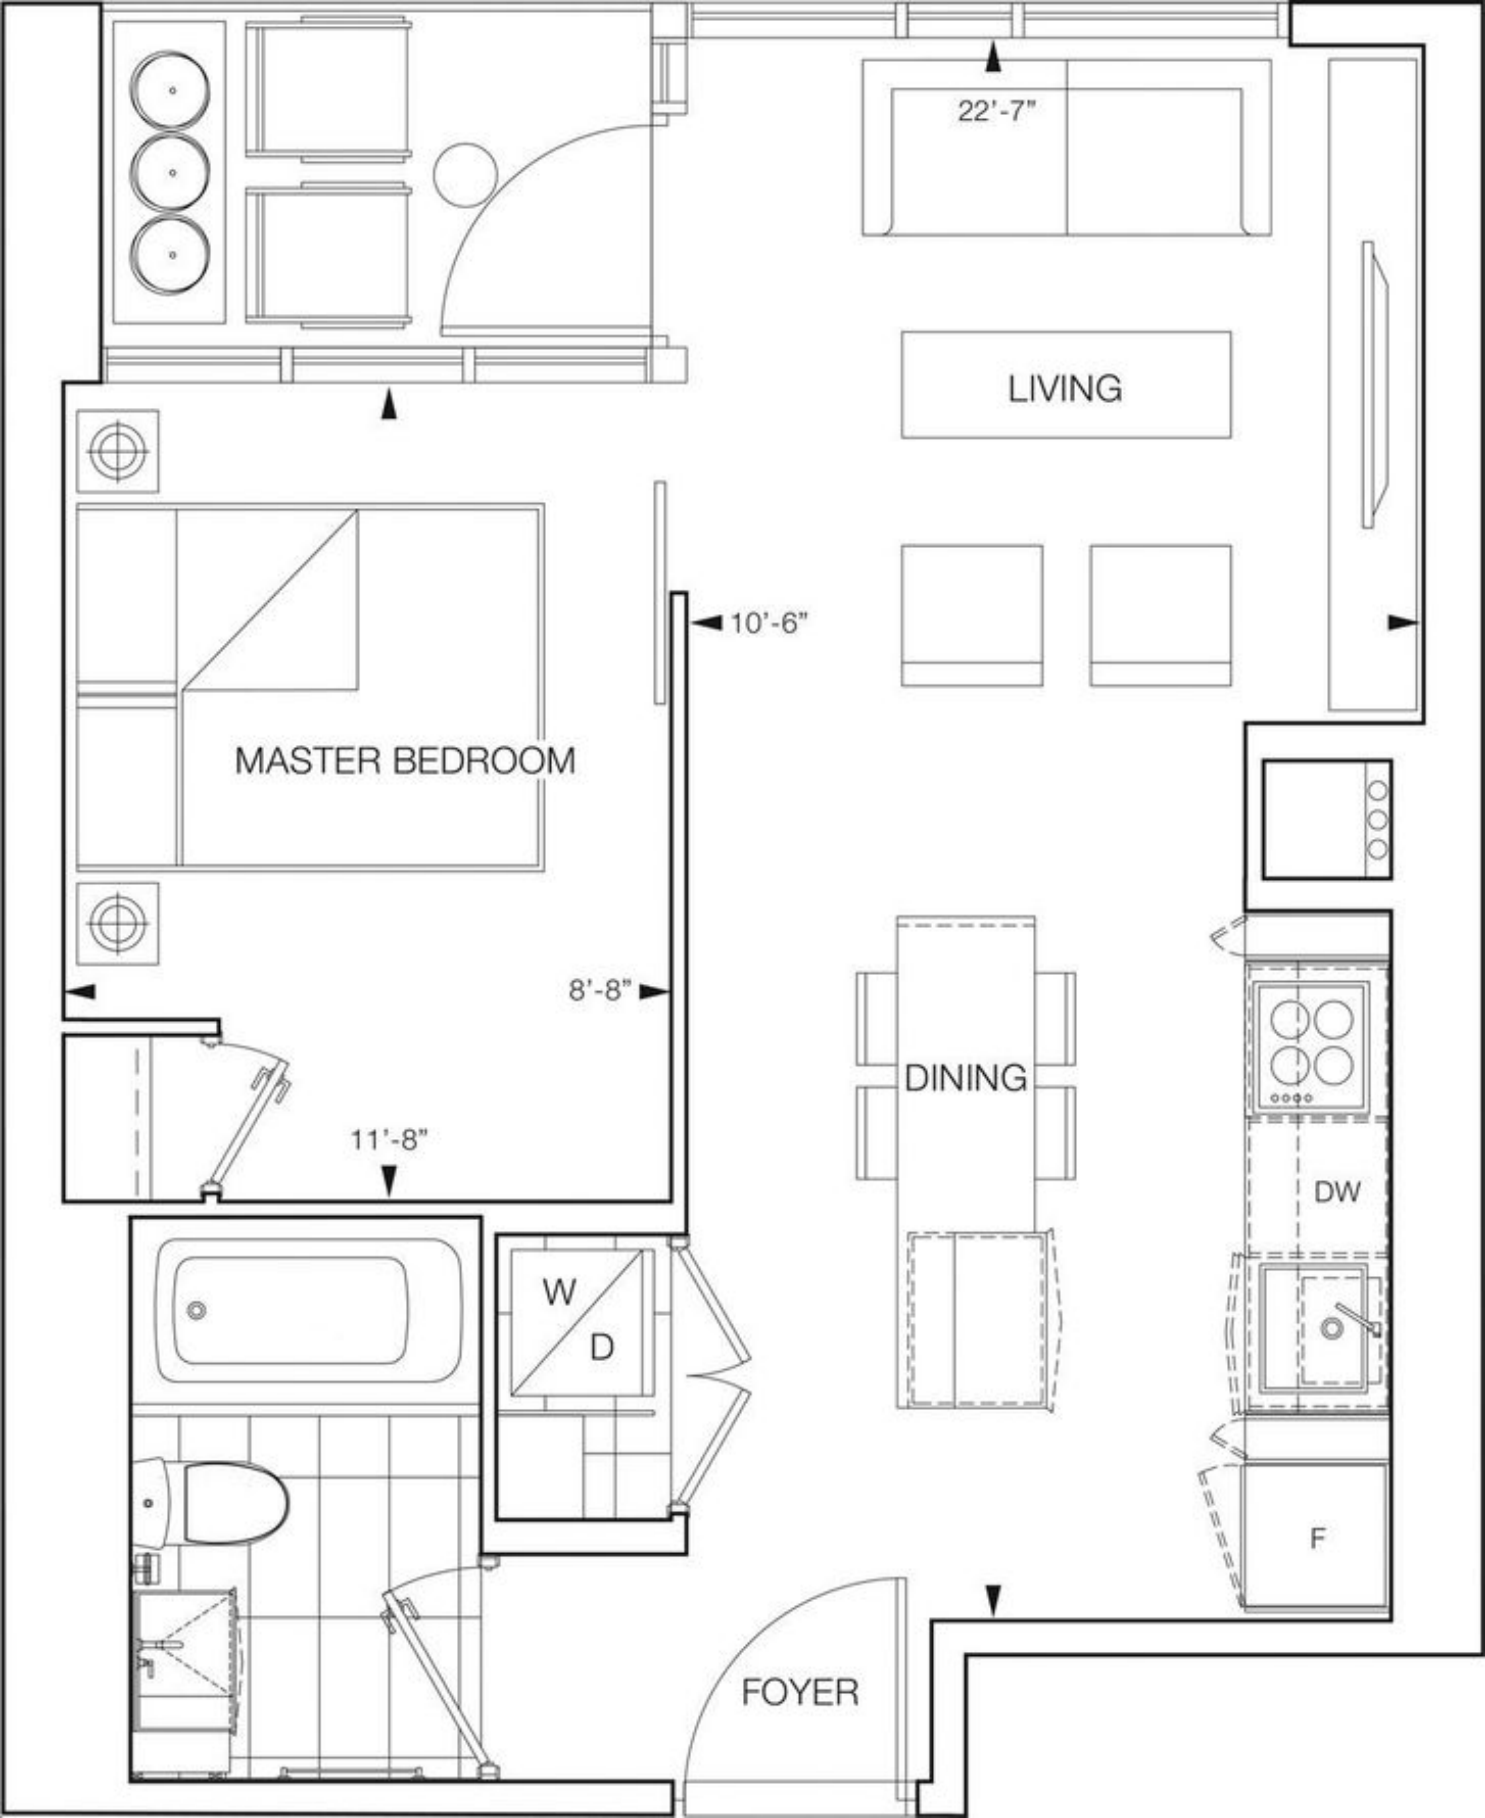 22’-7”
LIVING
10’-6”
MASTER BEDROOM
8’-8”
DINING
11’-8”
DW
W
D
F
FOYER